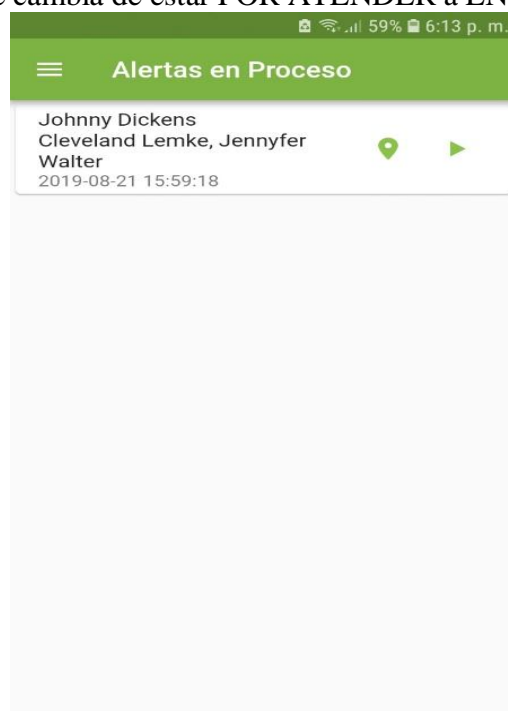 cambia de estar POR ATENDER a EN
59% 6:13 p. m.
Alertas en Proceso
Johnny Dickens
Cleveland Lemke, Jennyfer
Walter
2019-08-21 15:59:18